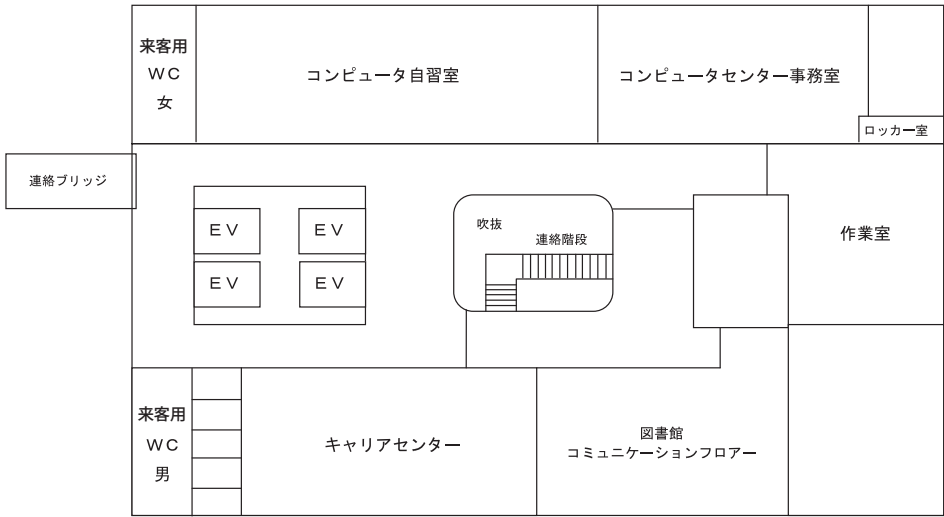 来客用
WC
女
コンピュータ自習室
コンピュータセンター事務室
ロッカー室
連絡ブリッジ
EV
EV
EV
EV
吹抜
連絡階段
作業室
来客用
WC
男
キャリアセンター
図書館
コミュニケーションフロアー